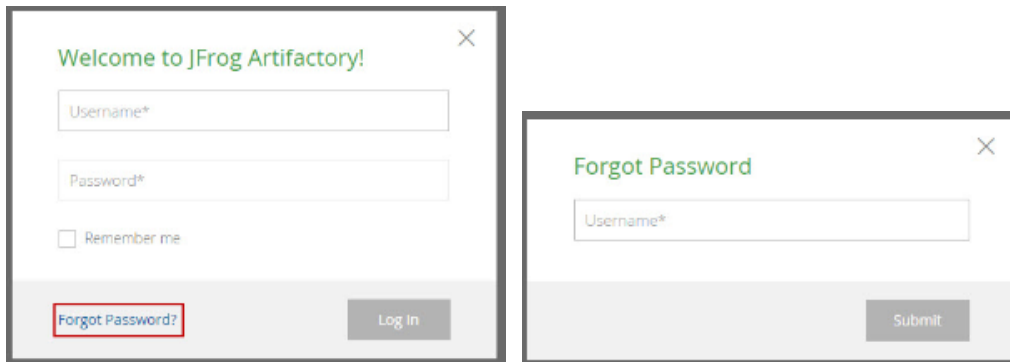 Welcome to JFrog Artifactory!
Username*
Password*
Remember me
Forgot Password?
Log In
Forgot Password
Username*
Submit